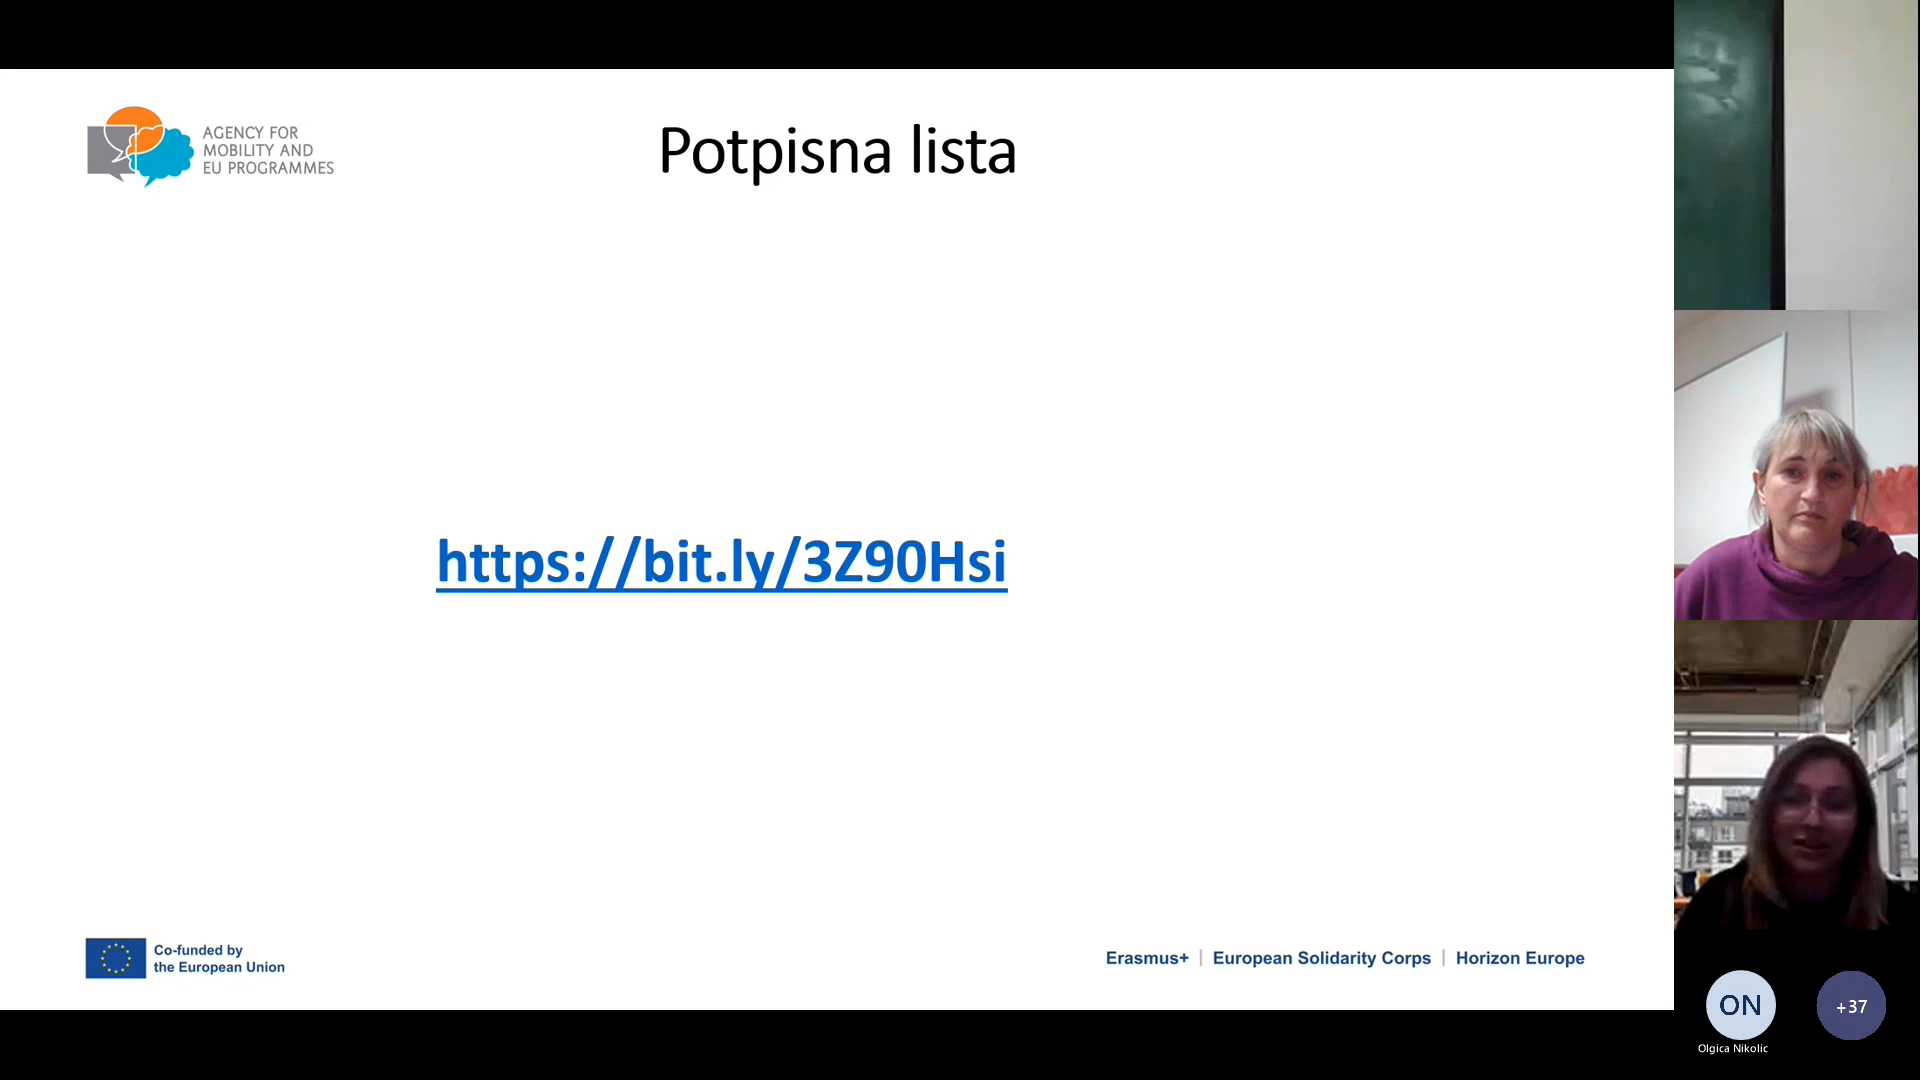 AGENCY FOR
MOBILITY AND
EU PROGRAMMES
Potpisna lista
https://bit.ly/3Z90Hsi
Co-funded by
the European Union
Erasmus+ | European Solidarity Corps | Horizon Europe
ON
+37
Olgica Nikolic